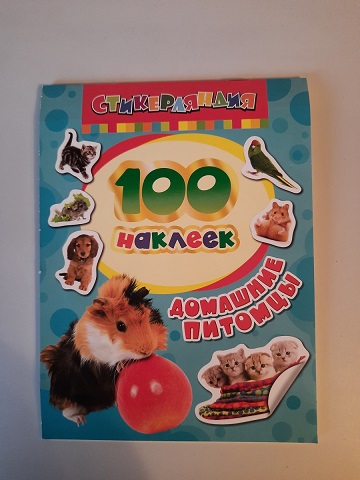 СТИКЕРЛЯНДИЯ
100
наклеек
ДОМАШНИЕ
ПИТОМЦЫ